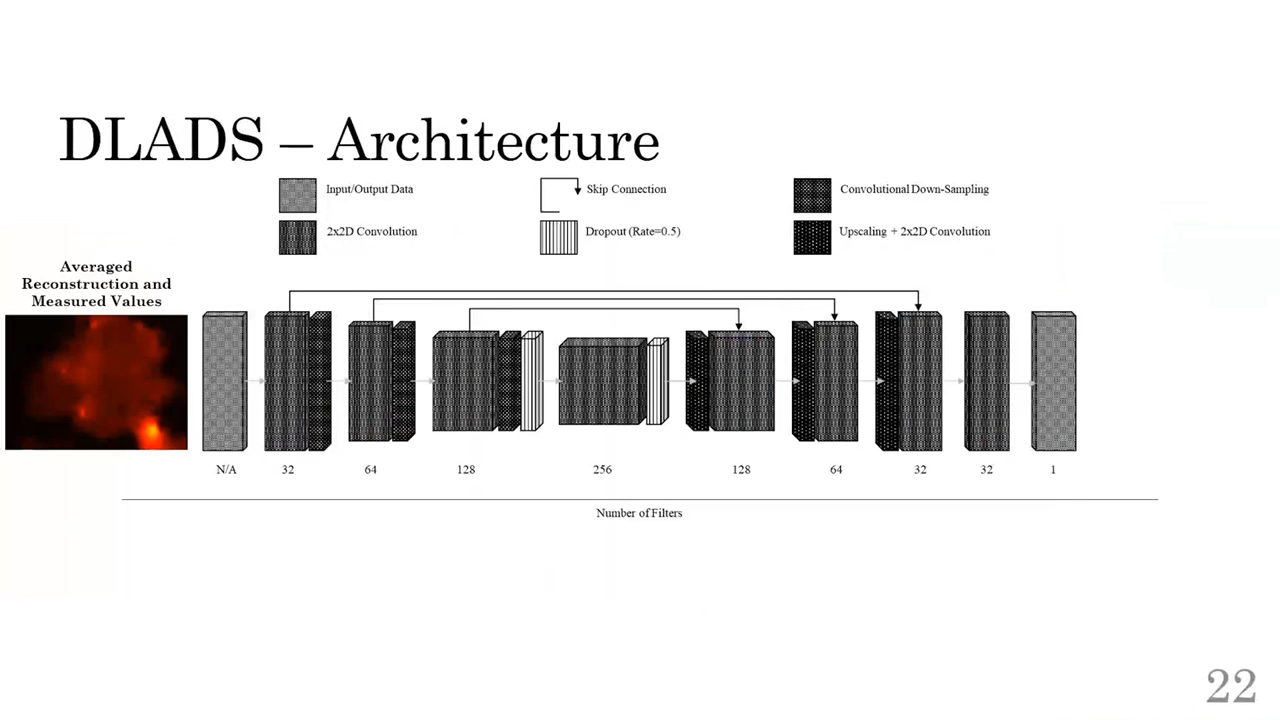 DLADS – Architecture
Input/Output Data
Skip Connection
Convolutional Down-Sampling
2x2D Convolution
Dropout (Rate=0.5)
Upscaling + 2x2D Convolution
Averaged
Reconstruction and
Measured Values
N/A 32 64 128 256 128 64 32 32 1
Number of Filters
22